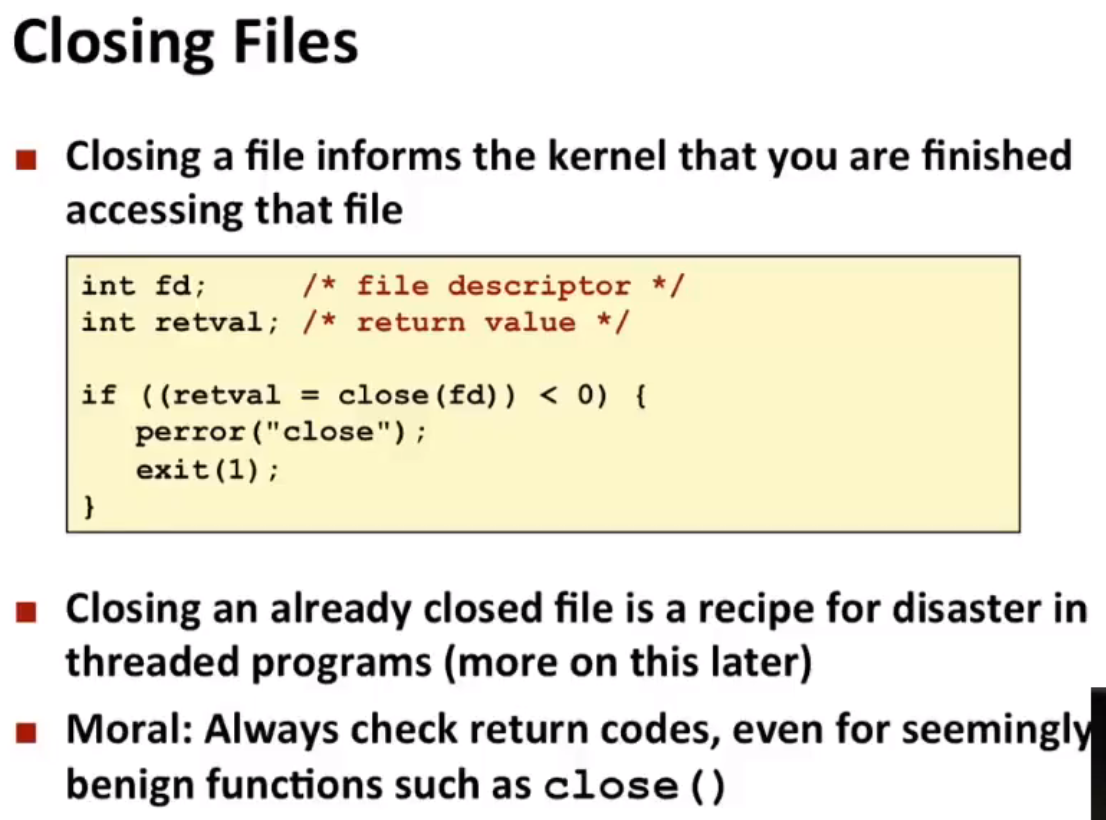 Closing Files
■ Closing a file informs the kernel that you are finished
accessing that file
int fd;     /* file descriptor */
int retval; /* return value */
if ((retval = close(fd)) < 0) {
   perror("close");
   exit(1);
}
■ Closing an already closed file is a recipe for disaster in
threaded programs (more on this later)
■ Moral: Always check return codes, even for seemingly
benign functions such as close()